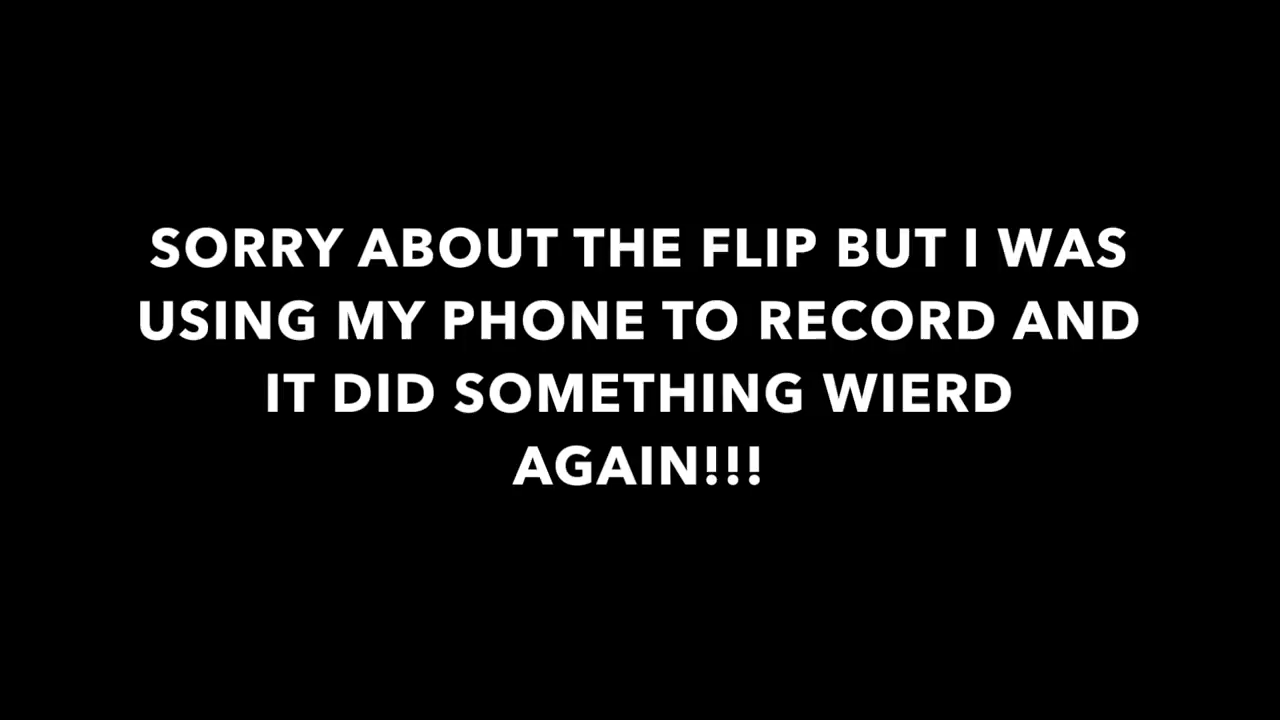 SORRY ABOUT THE FLIP BUT I WAS
USING MY PHONE TO RECORD AND
IT DID SOMETHING WIERD
AGAIN!!!